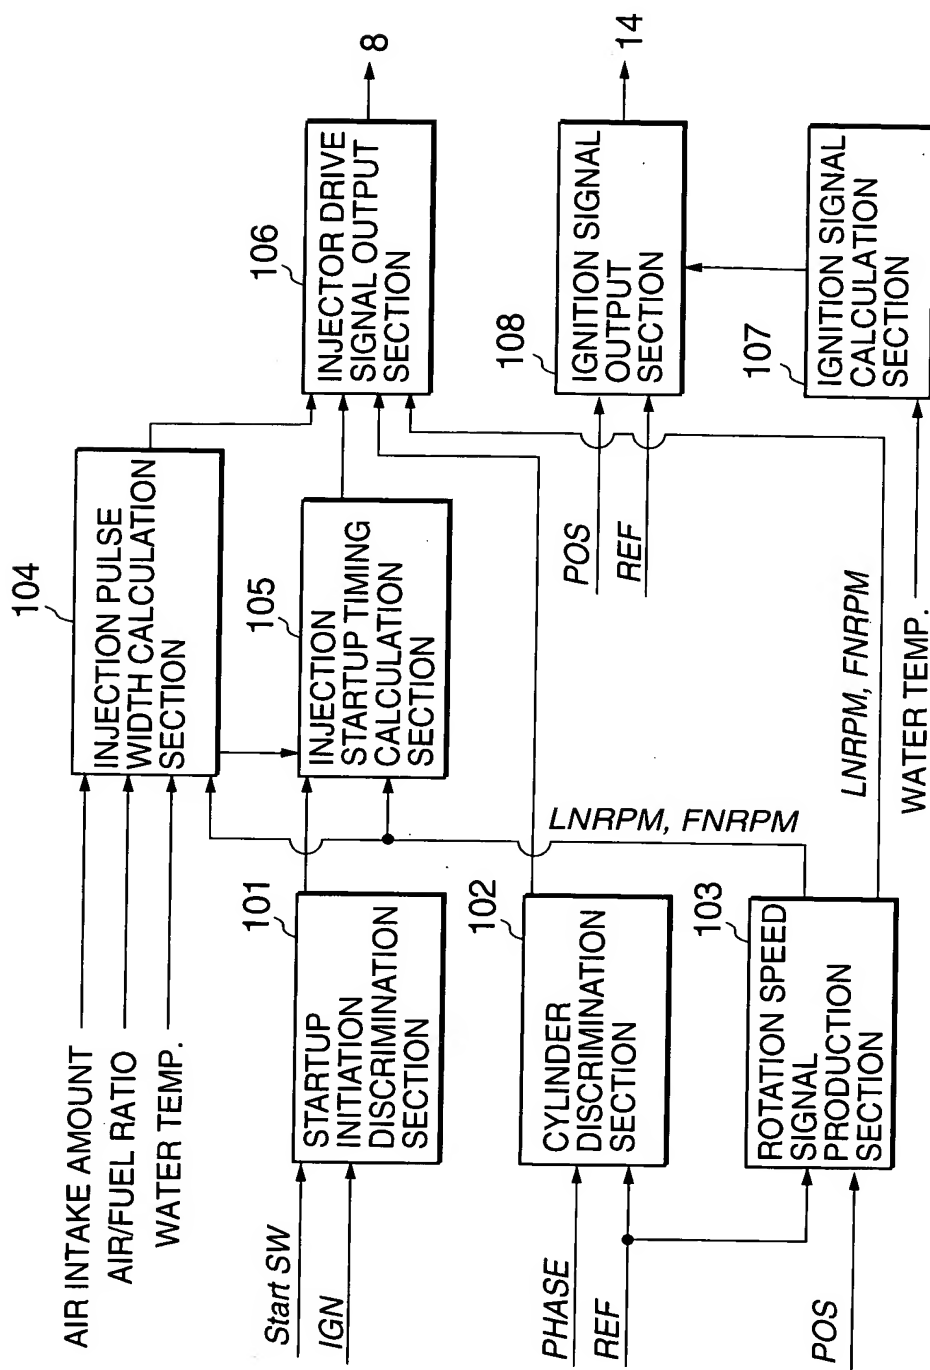 AIR INTAKE AMOUNT
AIR/FUEL RATIO
WATER TEMP.
104
INJECTION PULSE
WIDTH CALCULATION
SECTION
Start SW
IGN
101
STARTUP
INITIATION
DISCRIMINATION
SECTION
105
INJECTION
STARTUP TIMING
CALCULATION
SECTION
106
INJECTOR DRIVE
SIGNAL OUTPUT
SECTION
8
PHASE
REF
102
CYLINDER
DISCRIMINATION
SECTION
LNRPM, FNRPM
POS
REF
108
IGNITION SIGNAL
OUTPUT
SECTION
14
POS
103
ROTATION SPEED
SIGNAL
PRODUCTION
SECTION
LNRPM, FNRPM
WATER TEMP.
107
IGNITION SIGNAL
CALCULATION
SECTION